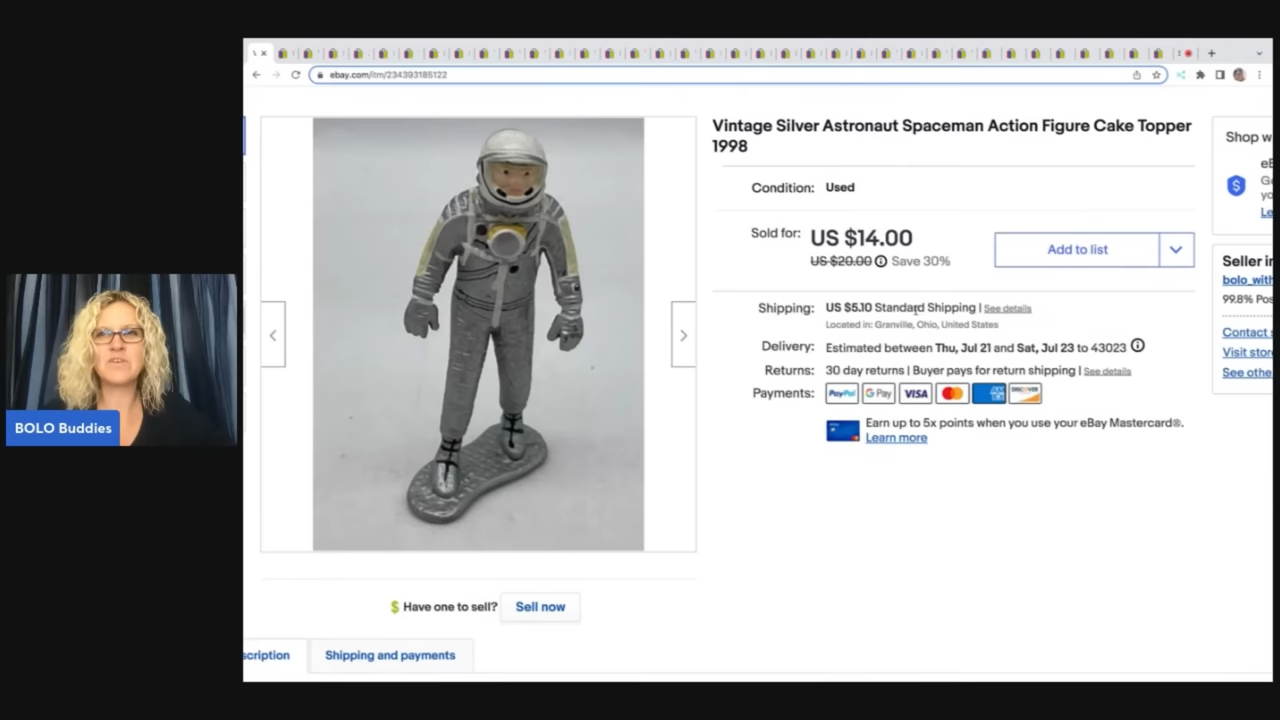 ebay.com/itm/234393185122
Vintage Silver Astronaut Spaceman Action Figure Cake Topper
1998
Shop w
Condition: Used
Sold for: US $14.00
US $20.00 Save 30%
Add to list
Seller in
bolo_with
99.8% Pos
Shipping: US $5.10 Standard Shipping | See details
Located in: Granville, Ohio, United States
Contact s
Delivery: Estimated between Thu, Jul 21 and Sat, Jul 23 to 43023
Visit store
Returns: 30 day returns | Buyer pays for return shipping | See details
See othe
Payments: PayPal G Pay VISA MasterCard DISCOVER
Earn up to 5x points when you use your eBay Mastercard®.
Learn more
BOLO Buddies
$ Have one to sell? Sell now
scription
Shipping and payments